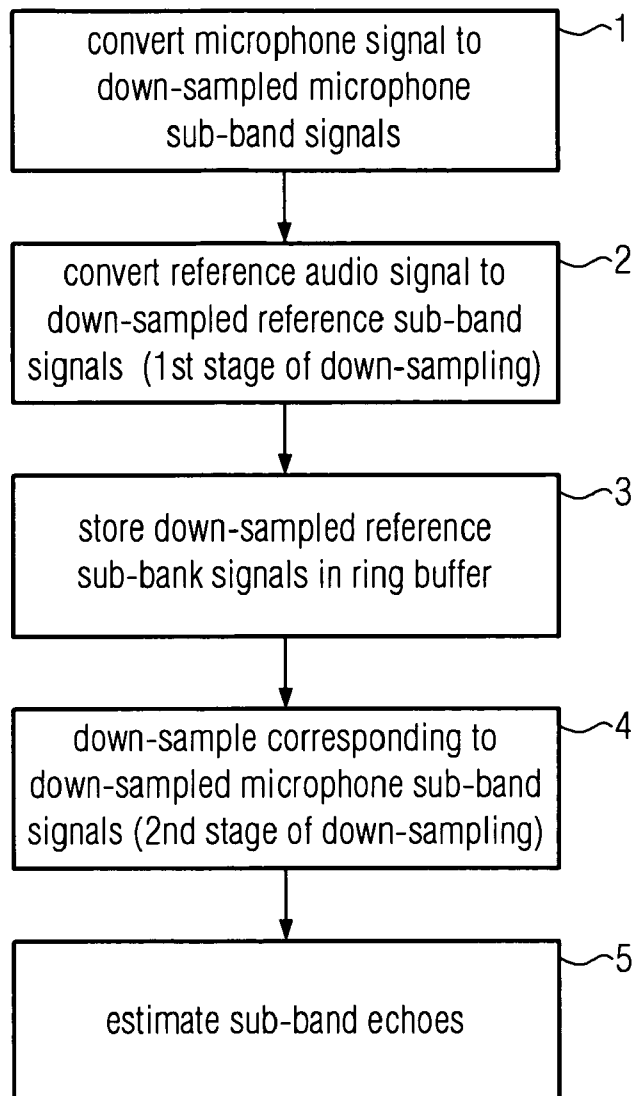 convert microphone signal to
down-sampled microphone
sub-band signals
1
convert reference audio signal to
down-sampled reference sub-band
signals (1st stage of down-sampling)
2
store down-sampled reference
sub-bank signals in ring buffer
3
down-sample corresponding to
down-sampled microphone sub-band
signals (2nd stage of down-sampling)
4
estimate sub-band echoes
5